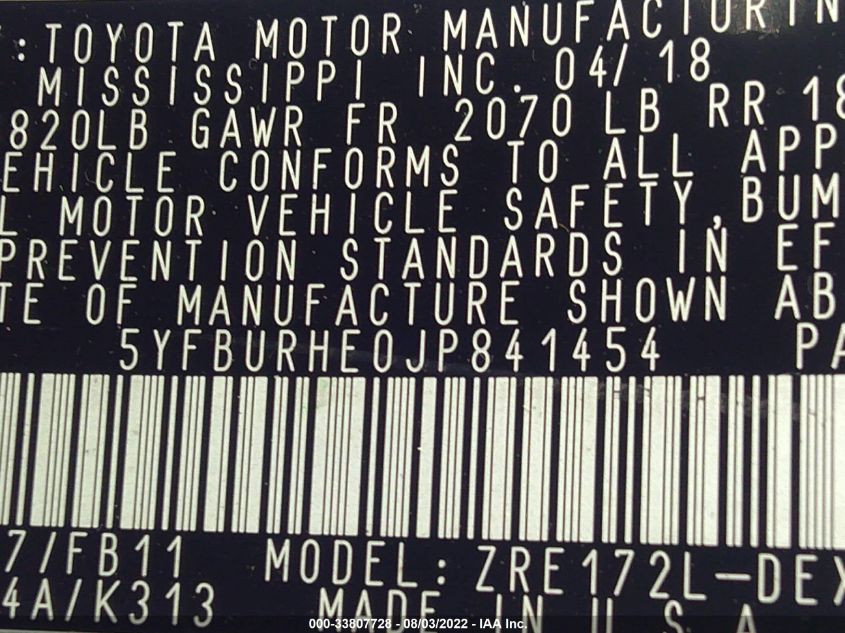 : TOYOTA MOTOR MANUFACTURIN
MISSISSIPPI INC. 04/18
820LB GAWR FR 2070 LB RR 18
EHICLE CONFORMS TO ALL APP
L MOTOR VEHICLE SAFETY, BUM
PREVENTION STANDARDS IN EF
TE OF MANUFACTURE SHOWN AB
5YFBURHE0JP841454 PA
7/FB11 MODEL: ZRE172L-DEX
4A/K313 MADE IN U.S.A
000-33807728 - 08/03/2022 - IAA Inc.